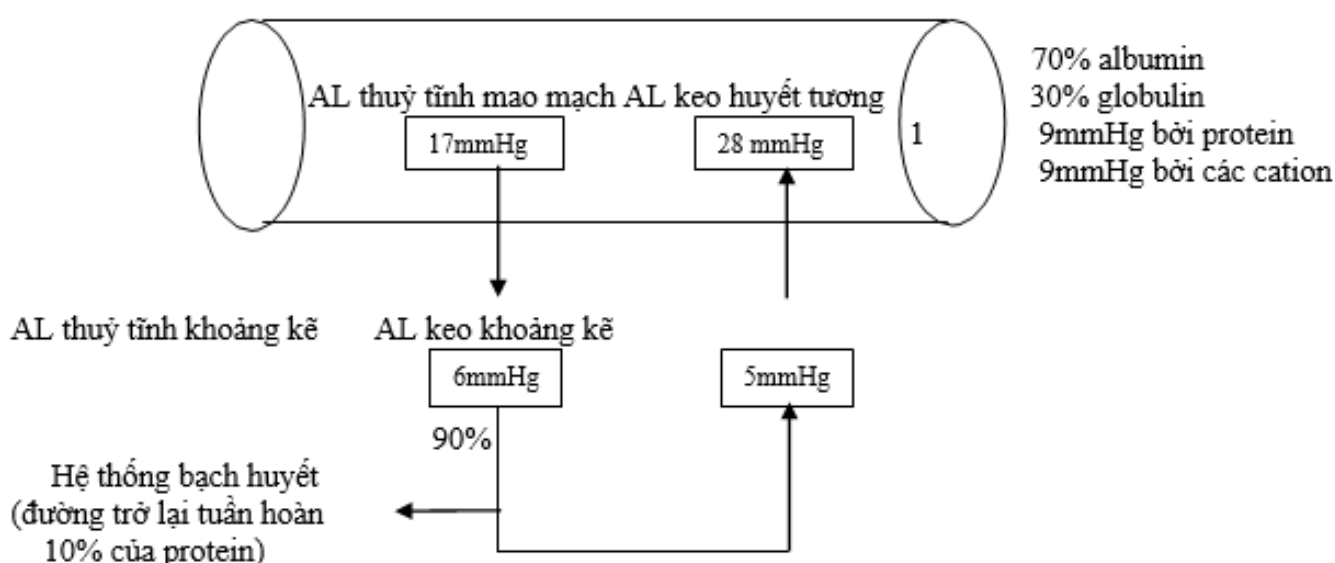 70% albumin
AL thuỷ tĩnh mao mạch AL keo huyết tương
30% globulin
17mmHg
28 mmHg
1
9mmHg bởi protein
9mmHg bởi các cation
AL thuỷ tĩnh khoảng kẽ
AL keo khoảng kẽ
6mmHg
5mmHg
90%
Hệ thống bạch huyết
(đường trở lại tuần hoàn
10% của protein)